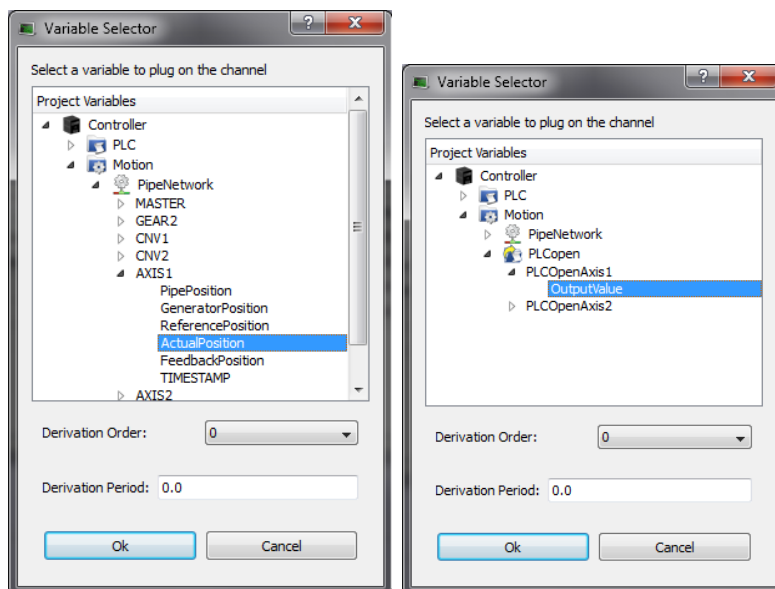 Variable Selector
Select a variable to plug on the channel
Project Variables
Controller
PLC
Motion
PipeNetwork
MASTER
GEAR2
CNV1
CNV2
AXIS1
PipePosition
GeneratorPosition
ReferencePosition
ActualPosition
FeedbackPosition
TIMESTAMP
AXIS2
Derivation Order: 0
Derivation Period: 0.0
Ok Cancel
Variable Selector
Select a variable to plug on the channel
Project Variables
Controller
PLC
Motion
PipeNetwork
PLCopen
PLCOpenAxis1
OutputValue
PLCOpenAxis2
Derivation Order: 0
Derivation Period: 0.0
Ok Cancel